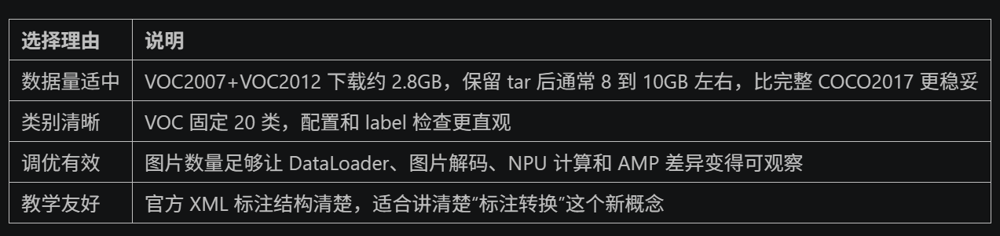 选择理由 说明
数据量适中 VOC2007+VOC2012 下载约 2.8GB，保留 tar 后通常 8 到 10GB 左右，比完整 COCO2017 更稳妥
类别清晰 VOC 固定 20 类，配置和 label 检查更直观
调优有效 图片数量足够让 DataLoader、图片解码、NPU 计算和 AMP 差异变得可观察
教学友好 官方 XML 标注结构清楚，适合讲清楚“标注转换”这个新概念